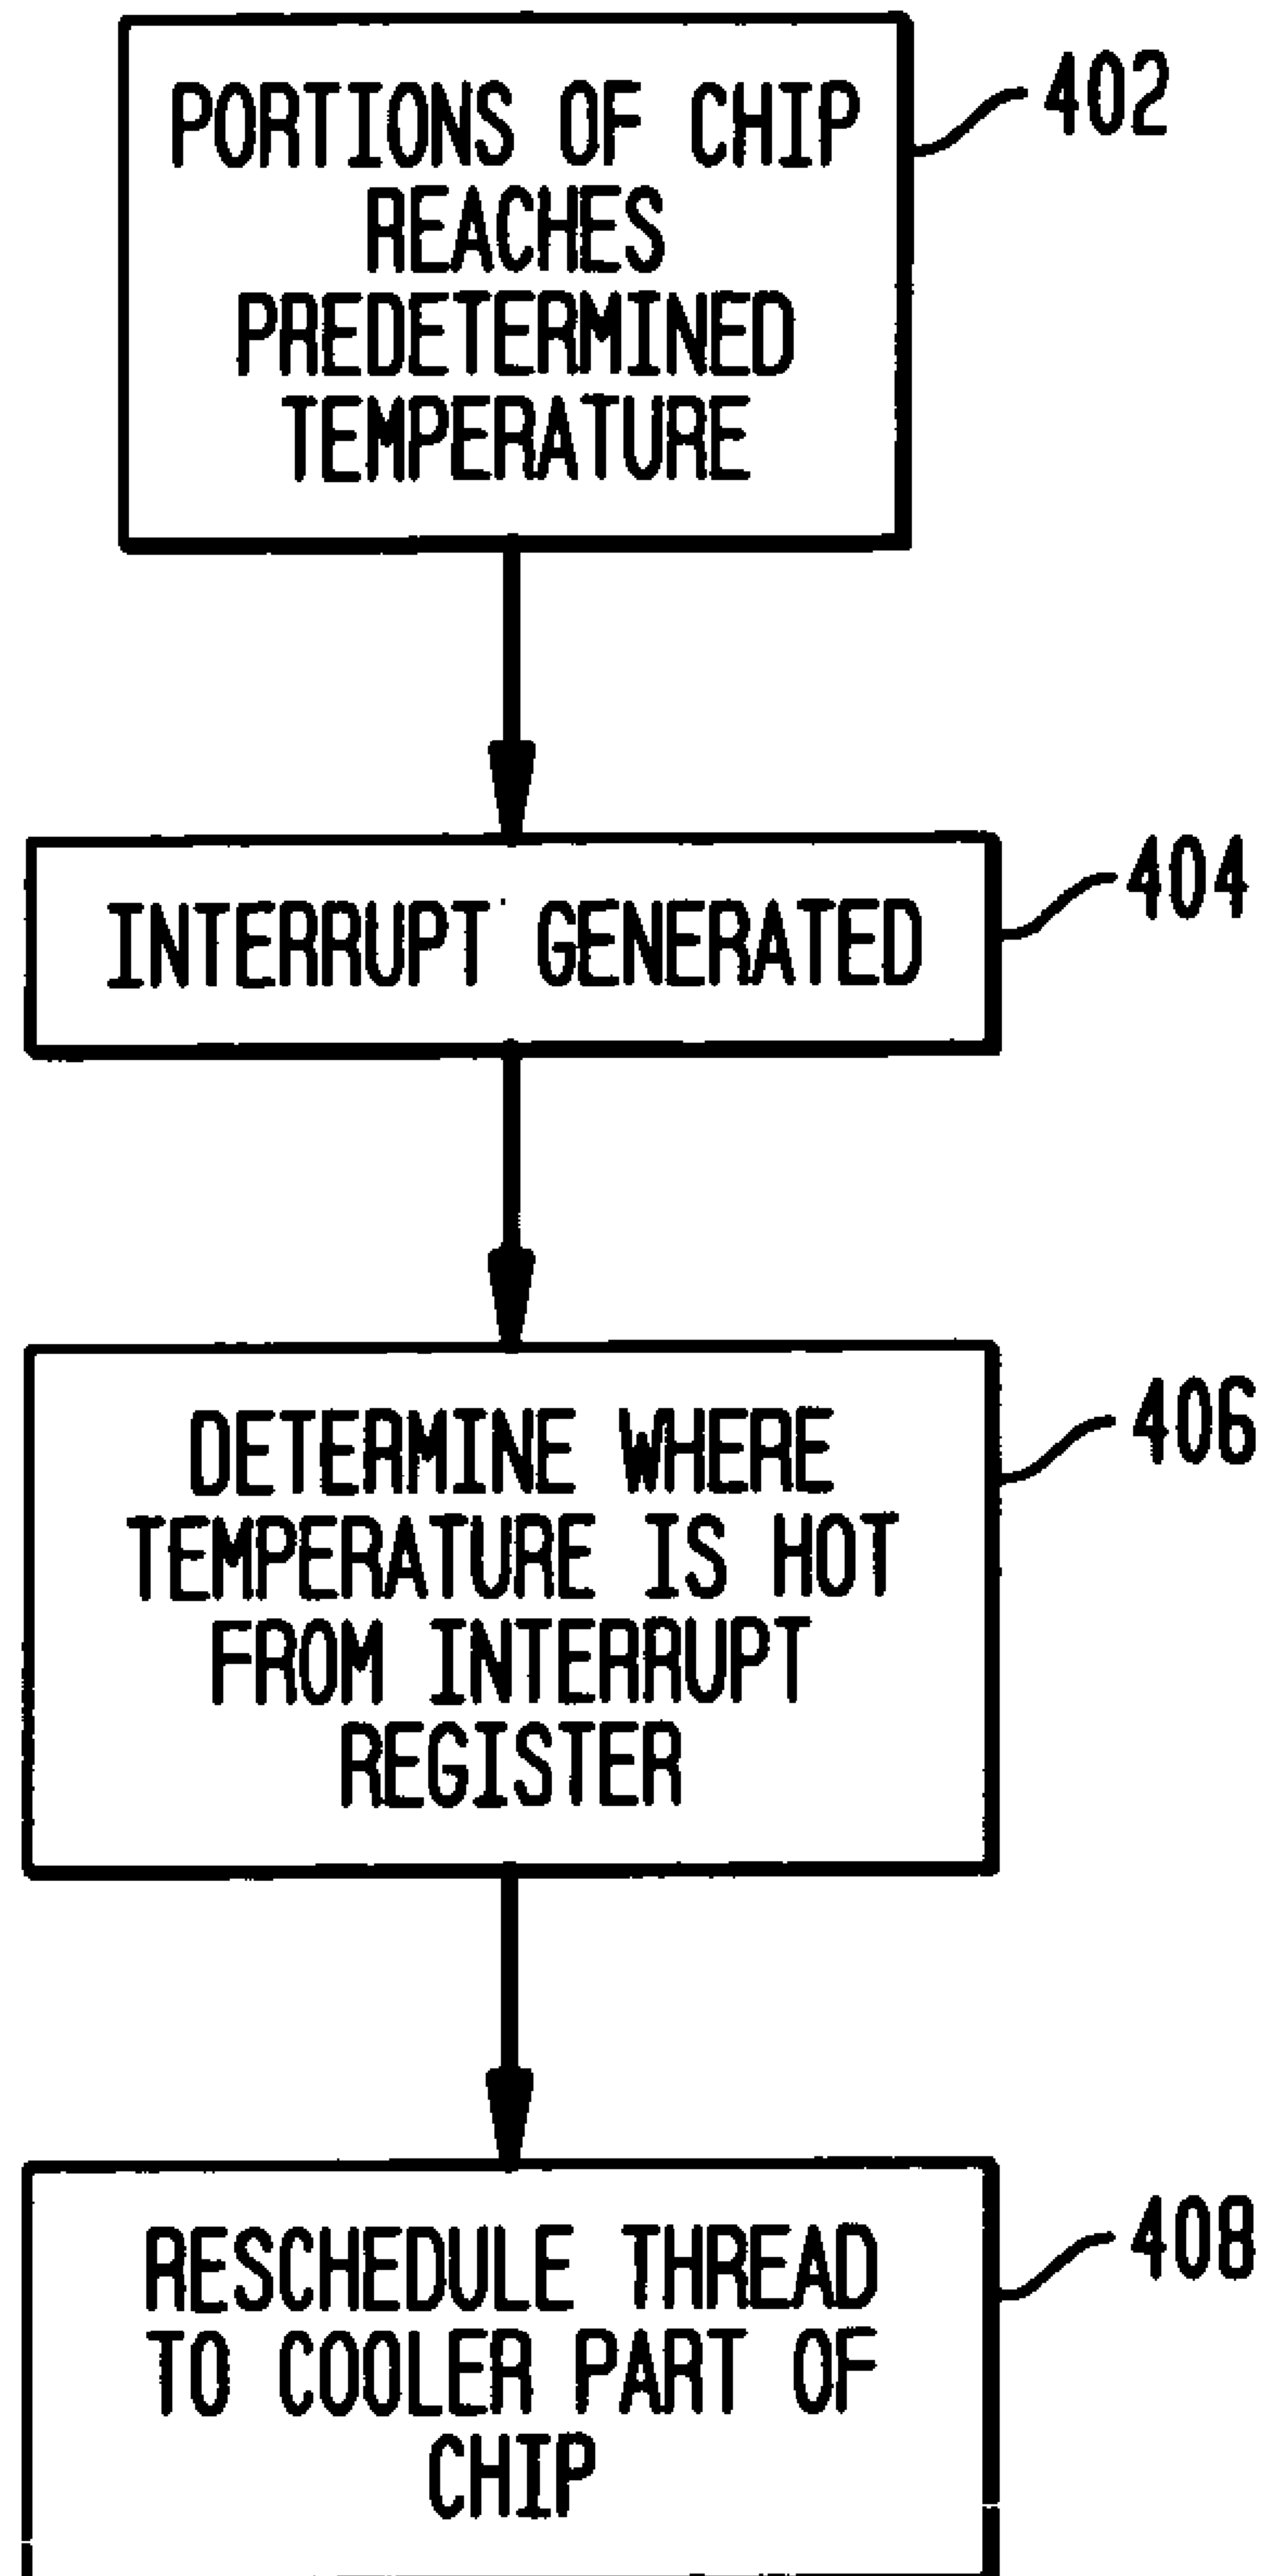 PORTIONS OF CHIP
REACHES
PREDETERMINED
TEMPERATURE
402
INTERRUPT GENERATED
404
DETERMINE WHERE
TEMPERATURE IS HOT
FROM INTERRUPT
REGISTER
406
RESCHEDULE THREAD
TO COOLER PART OF
CHIP
408